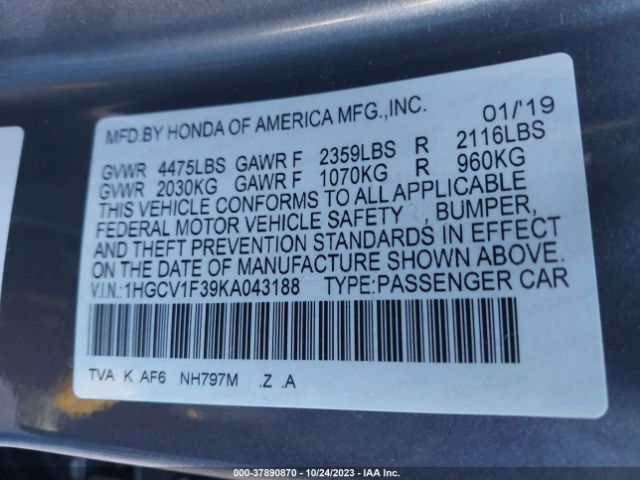 MFD.BY HONDA OF AMERICA MFG.,INC. 01/'19
GVWR 4475LBS GAWR F 2359LBS R 2116LBS
GVWR 2030KG GAWR F 1070KG R 960KG
THIS VEHICLE CONFORMS TO ALL APPLICABLE
FEDERAL MOTOR VEHICLE SAFETY , BUMPER,
AND THEFT PREVENTION STANDARDS IN EFFECT
ON THE DATE OF MANUFACTURE SHOWN ABOVE.
V.I.N.:1HGCV1F39KA043188 TYPE:PASSENGER CAR
TVA K AF6 NH797M .Z .A
000-37890870 - 10/24/2023 - IAA Inc.